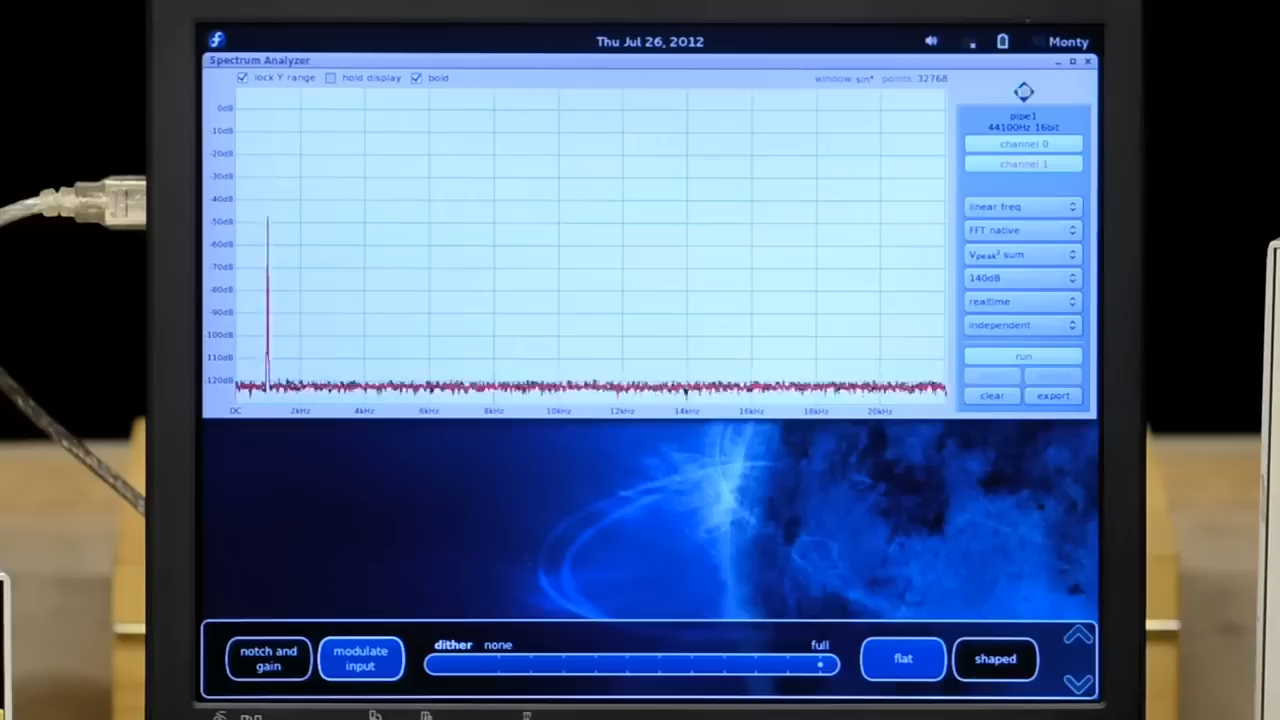 Thu Jul 26, 2012
Monty
Spectrum Analyzer
lock Y range hold display bold
window: sin⁴ points: 32768
0dB
-10dB
-20dB
-30dB
-40dB
-50dB
-60dB
-70dB
-80dB
-90dB
-100dB
110dB
-120dB
DC 2kHz 4kHz 6kHz 8kHz 10kHz 12kHz 14kHz 16kHz 18kHz 20kHz
pipe1
44100Hz 16bit
channel 0
channel 1
linear freq
FFT native
Vpeak² sum
140dB
realtime
independent
run
clear export
notch and
gain
modulate
input
dither none full
flat
shaped